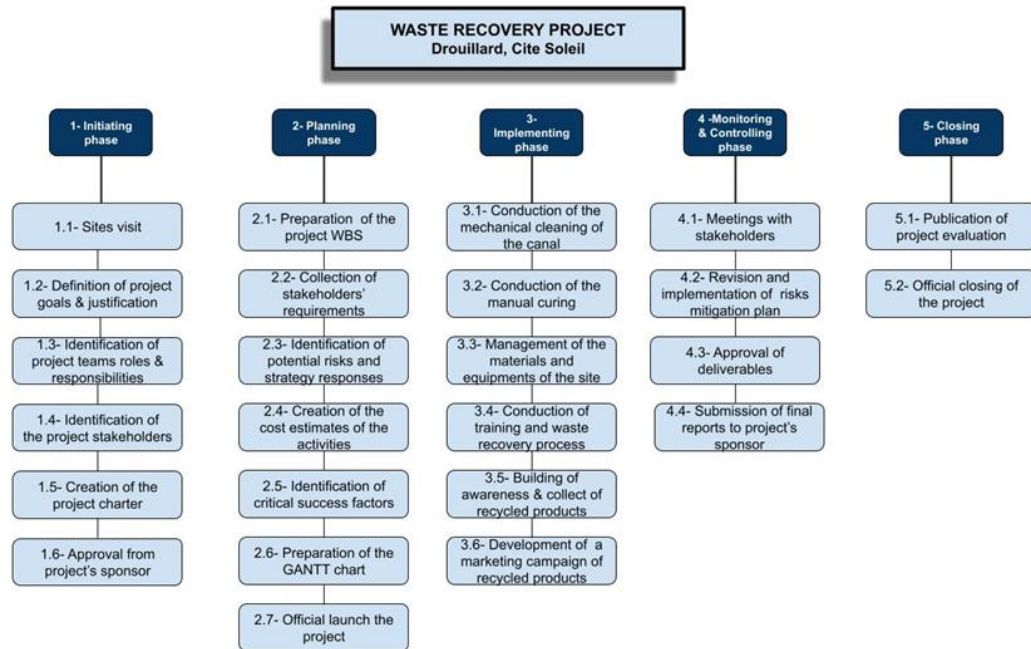 WASTE RECOVERY PROJECT
Drouillard, Cite Soleil
1- Initiating
phase
1.1- Sites visit
1.2- Definition of project
goals & justification
1.3- Identification of
project teams roles &
responsibilities
1.4- Identification of
the project stakeholders
1.5- Creation of the
project charter
1.6- Approval from
project's sponsor
2- Planning
phase
2.1- Preparation of the
project WBS
2.2- Collection of
stakeholders'
requirements
2.3- Identification of
potential risks and
strategy responses
2.4- Creation of the
cost estimates of the
activities
2.5- Identification of
critical success factors
2.6- Preparation of the
GANTT chart
2.7- Official launch the
project
3-
Implementing
phase
3.1- Conduction of the
mechanical cleaning of
the canal
3.2- Conduction of the
manual curing
3.3- Management of the
materials and
equipments of the site
3.4- Conduction of
training and waste
recovery process
3.5- Building of
awareness & collect of
recycled products
3.6- Development of a
marketing campaign of
recycled products
4 -Monitoring
& Controlling
phase
4.1- Meetings with
stakeholders
4.2- Revision and
implementation of risks
mitigation plan
4.3- Approval of
deliverables
4.4- Submission of final
reports to project's
sponsor
5- Closing
phase
5.1- Publication of
project evaluation
5.2- Official closing of
the project